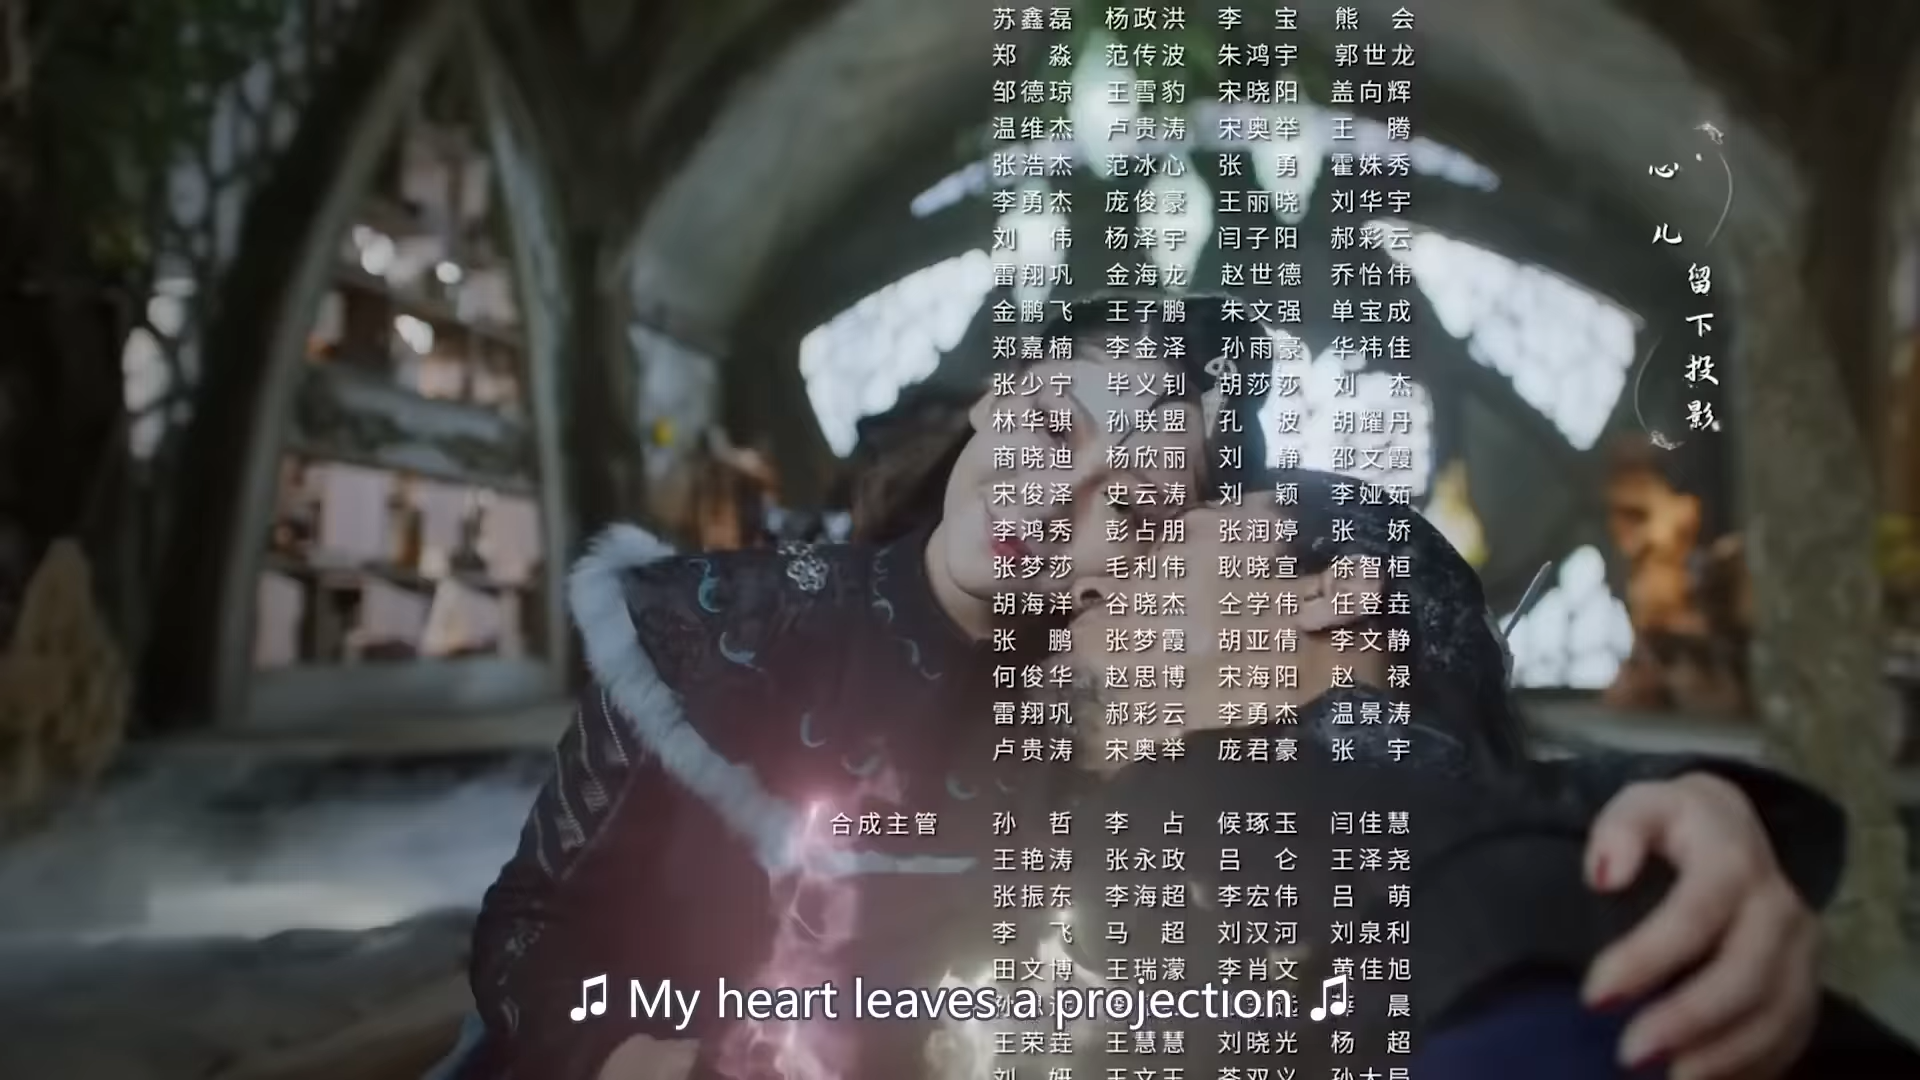 苏鑫磊 杨政洪 李 宝 熊 会
郑 淼 范传波 朱鸿宇 郭世龙
邹德琼 王雪豹 宋晓阳 盖向辉
温维杰 卢贵涛 宋奥举 王 腾
张浩杰 范冰心 张 勇 霍姝秀
李勇杰 庞俊豪 王丽晓 刘华宇
刘 伟 杨泽宇 闫子阳 郝彩云
雷翔巩 金海龙 赵世德 乔怡伟
金鹏飞 王子鹏 朱文强 单宝成
郑嘉楠 李金泽 孙雨豪 华祎佳
张少宁 毕义钊 胡莎莎 刘 杰
林华骐 孙联盟 孔 波 胡耀丹
商晓迪 杨欣丽 刘 静 邵文霞
宋俊泽 史云涛 刘 颖 李娅茹
李鸿秀 彭占朋 张润婷 张 娇
张梦莎 毛利伟 耿晓宣 徐智桓
胡海洋 谷晓杰 仝学伟 任登垚
张 鹏 张梦霞 胡亚倩 李文静
何俊华 赵思博 宋海阳 赵 禄
雷翔巩 郝彩云 李勇杰 温景涛
卢贵涛 宋奥举 庞君豪 张 宇
合成主管 孙 哲 李 占 候琢玉 闫佳慧
王艳涛 张永政 吕 仑 王泽尧
张振东 李海超 李宏伟 吕 萌
李 飞 马 超 刘汉河 刘泉利
田文博 王瑞濛 李肖文 黄佳旭
晨
王荣垚 王慧慧 刘晓光 杨 超
心儿留下投影
♫ My heart leaves a projection ♫